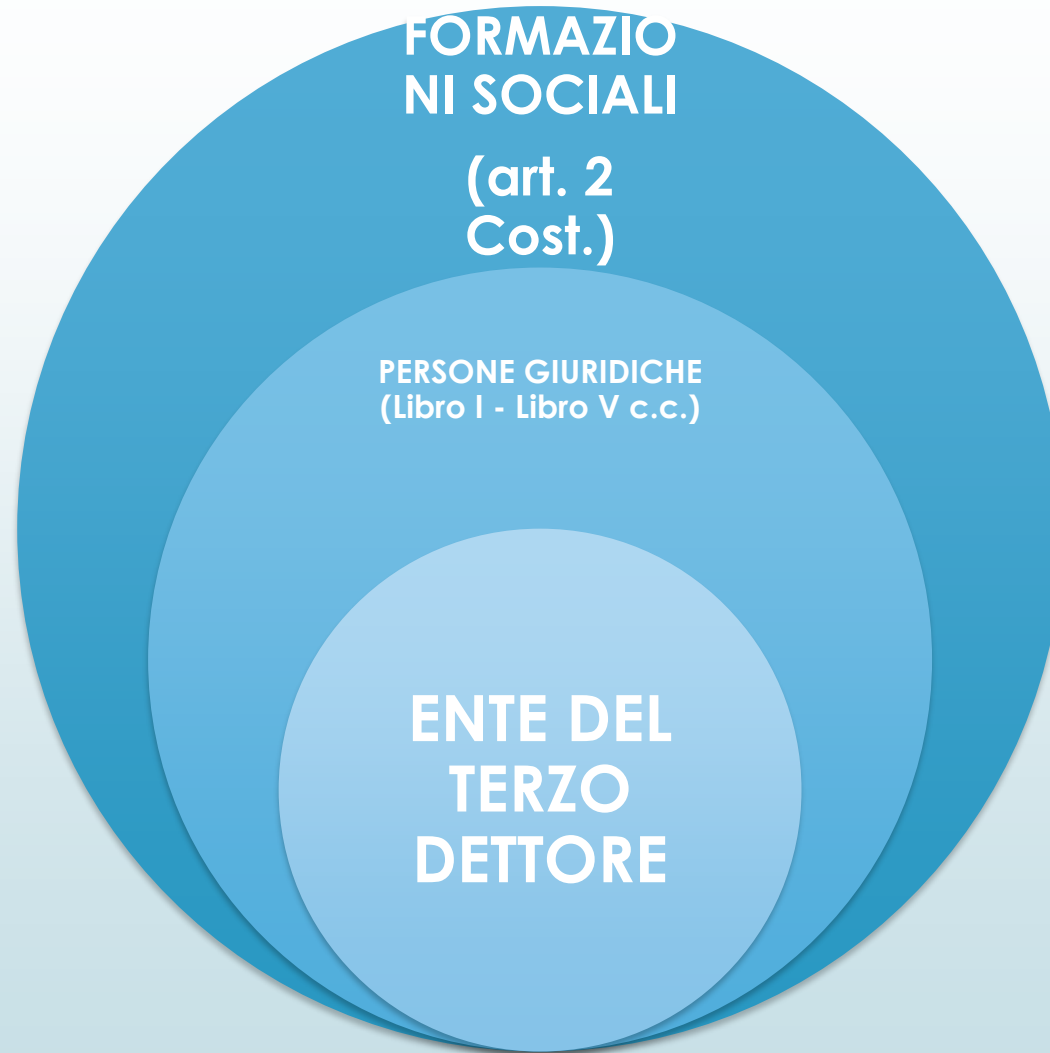 FORMAZIO
NI SOCIALI
(art. 2
Cost.)
PERSONE GIURIDICHE
(Libro I - Libro V c.c.)
ENTE DEL
TERZO
DETTORE